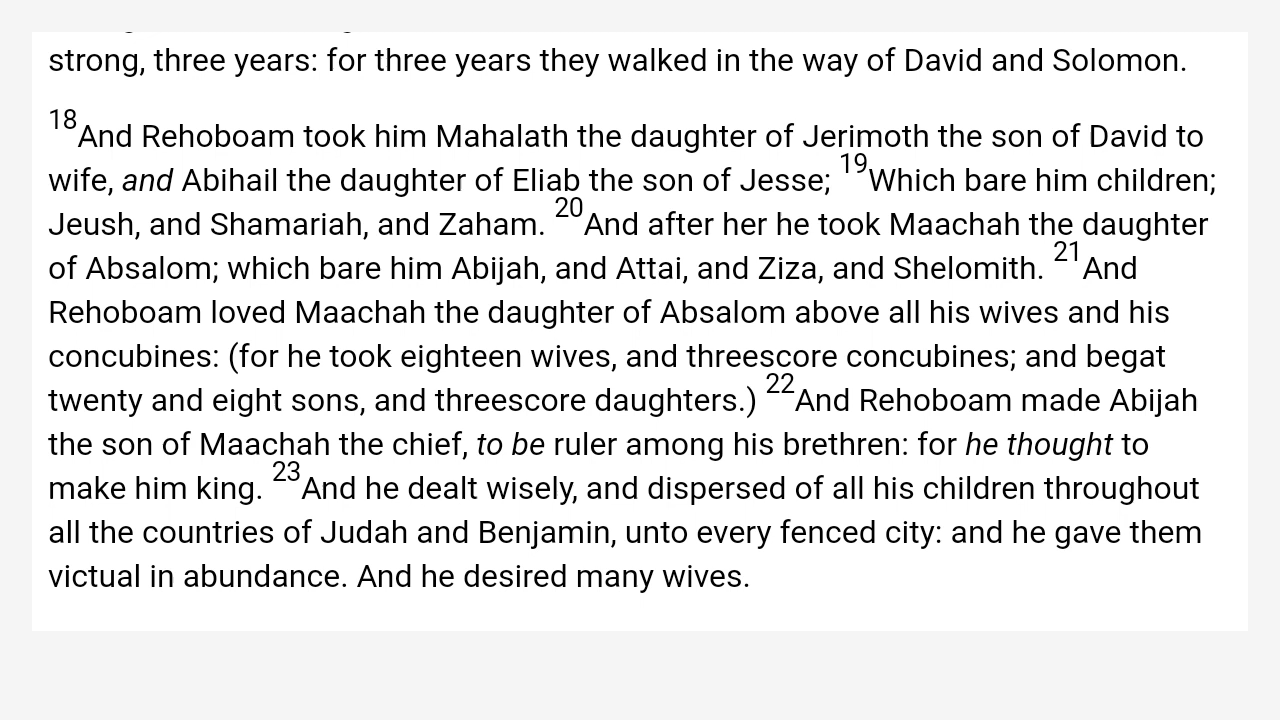 strong, three years: for three years they walked in the way of David and Solomon.
18And Rehoboam took him Mahalath the daughter of Jerimoth the son of David to
wife, and Abihail the daughter of Eliab the son of Jesse; 19Which bare him children;
Jeush, and Shamariah, and Zaham. 20And after her he took Maachah the daughter
of Absalom; which bare him Abijah, and Attai, and Ziza, and Shelomith. 21And
Rehoboam loved Maachah the daughter of Absalom above all his wives and his
concubines: (for he took eighteen wives, and threescore concubines; and begat
twenty and eight sons, and threescore daughters.) 22And Rehoboam made Abijah
the son of Maachah the chief, to be ruler among his brethren: for he thought to
make him king. 23And he dealt wisely, and dispersed of all his children throughout
all the countries of Judah and Benjamin, unto every fenced city: and he gave them
victual in abundance. And he desired many wives.